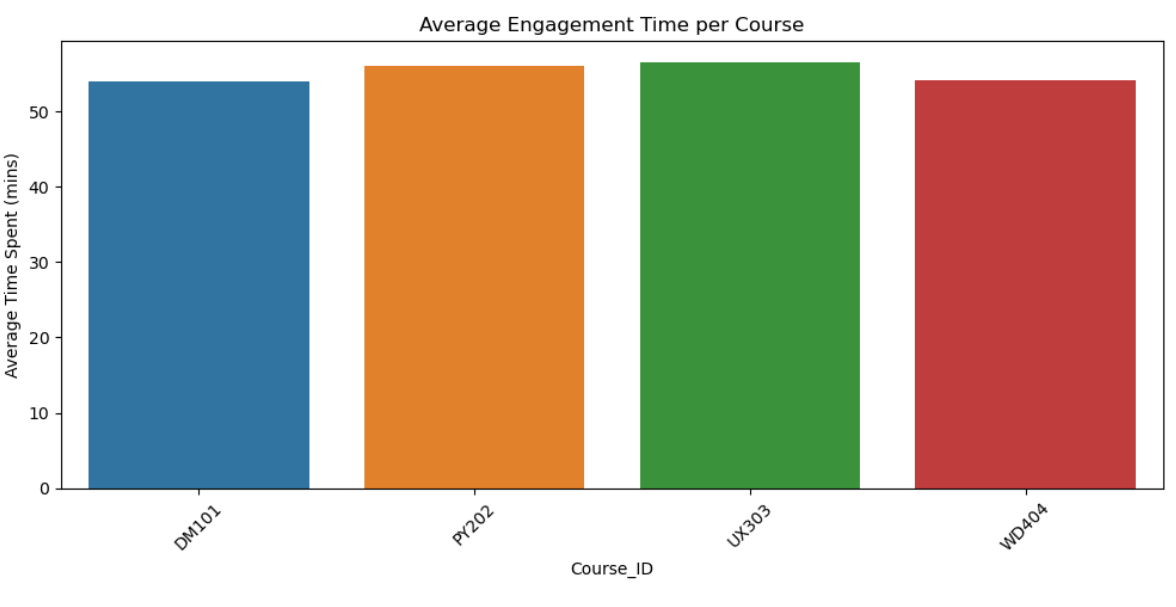 Average Engagement Time per Course
Average Time Spent (mins)
50
40
30
20
10
0
DM101
PY202
UX303
WD404
Course_ID